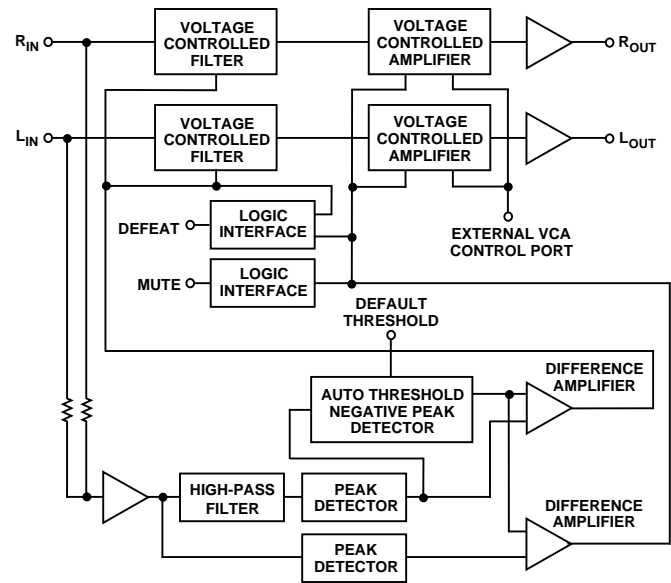 R_IN
VOLTAGE
CONTROLLED
FILTER
VOLTAGE
CONTROLLED
AMPLIFIER
R_OUT
L_IN
VOLTAGE
CONTROLLED
FILTER
VOLTAGE
CONTROLLED
AMPLIFIER
L_OUT
DEFEAT
LOGIC
INTERFACE
EXTERNAL VCA
CONTROL PORT
MUTE
LOGIC
INTERFACE
DEFAULT
THRESHOLD
AUTO THRESHOLD
NEGATIVE PEAK
DETECTOR
DIFFERENCE
AMPLIFIER
HIGH-PASS
FILTER
PEAK
DETECTOR
DIFFERENCE
AMPLIFIER
PEAK
DETECTOR